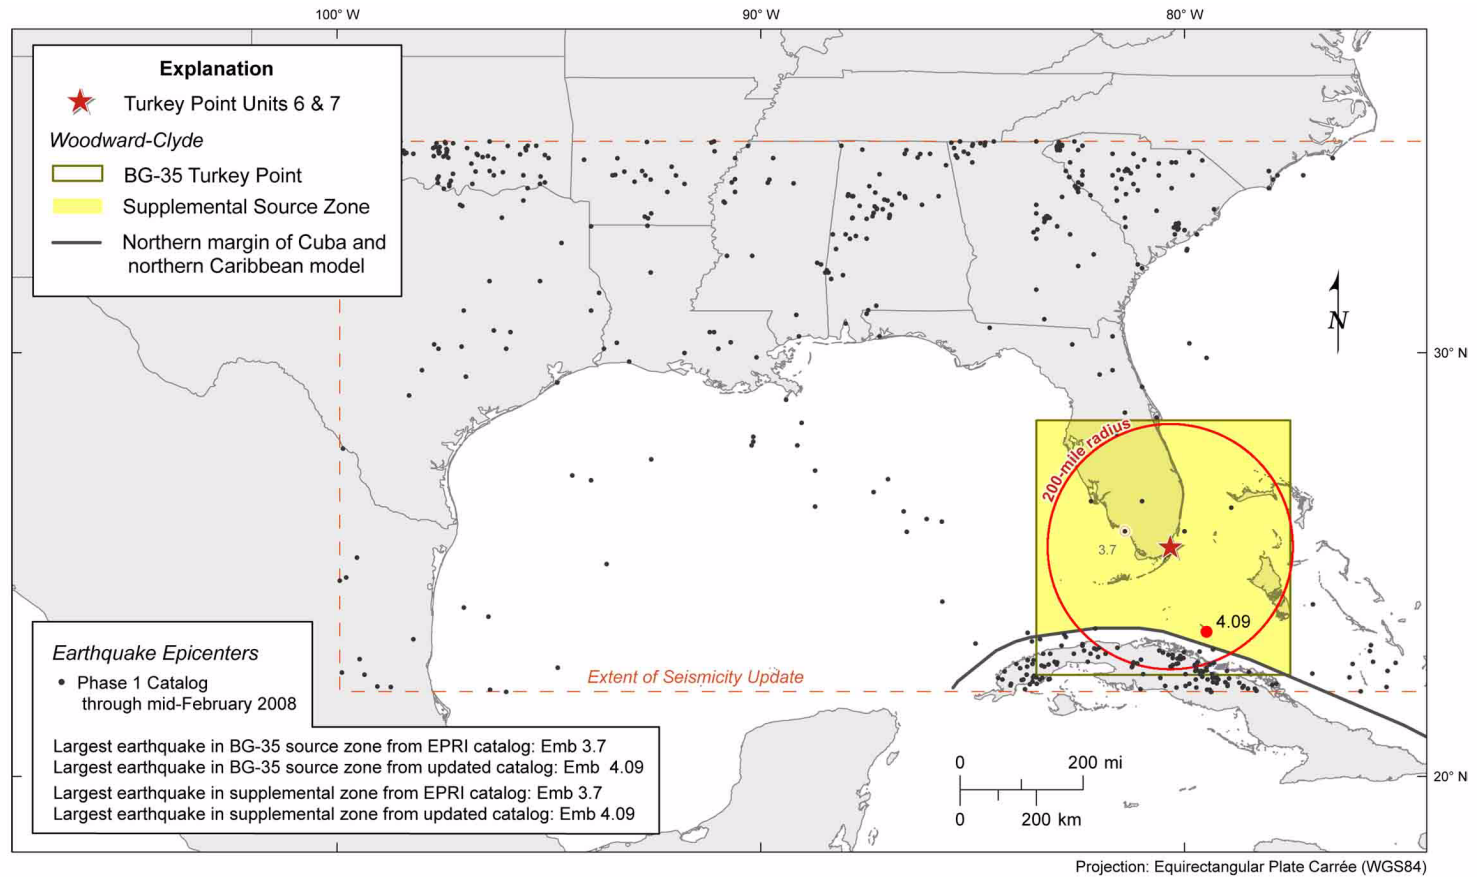 100° W
90° W
80° W
Explanation
Turkey Point Units 6 & 7
Woodward-Clyde
BG-35 Turkey Point
Supplemental Source Zone
Northern margin of Cuba and
northern Caribbean model
N
30° N
200-mile radius
3.7
4.09
Earthquake Epicenters
Phase 1 Catalog
through mid-February 2008
Extent of Seismicity Update
Largest earthquake in BG-35 source zone from EPRI catalog: Emb 3.7
Largest earthquake in BG-35 source zone from updated catalog: Emb 4.09
Largest earthquake in supplemental zone from EPRI catalog: Emb 3.7
Largest earthquake in supplemental zone from updated catalog: Emb 4.09
0 200 mi
0 200 km
20° N
Projection: Equirectangular Plate Carrée (WGS84)